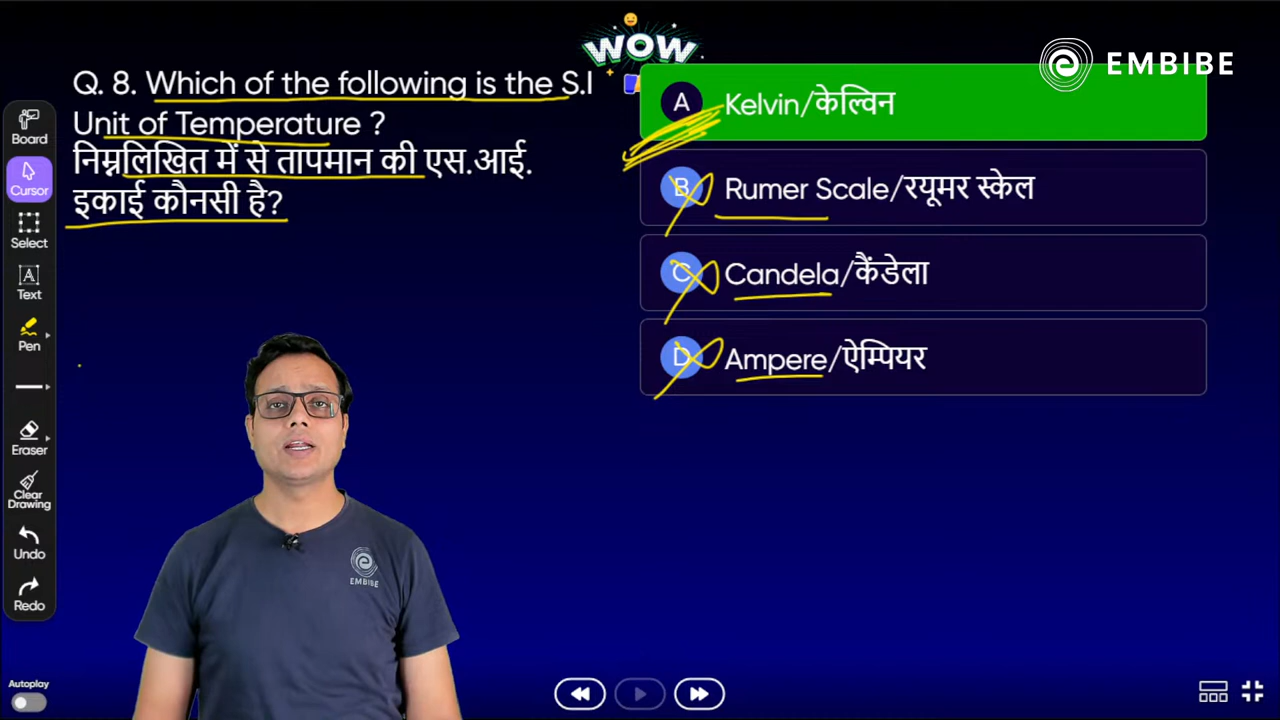 WOW
EMBIBE
Q. 8. Which of the following is the S.I
Unit of Temperature ?
निम्नलिखित में से तापमान की एस.आई.
इकाई कौनसी है?
A Kelvin/केल्विन
B Rumer Scale/रयूमर स्केल
C Candela/कैंडेला
D Ampere/ऐम्पियर
Board
Cursor
Select
A
Text
Pen
Eraser
Clear
Drawing
Undo
Redo
Autoplay
EMBIBE